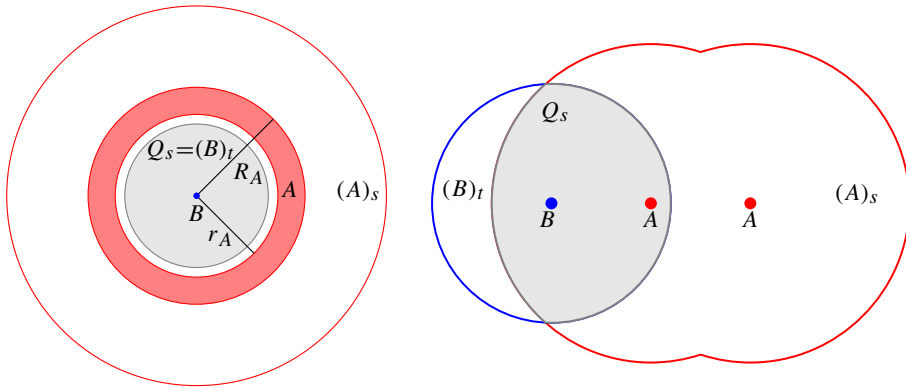 Q_s=(B)_t
R_A
A
(A)_s
B
r_A
Q_s
(B)_t
(A)_s
B
A
A